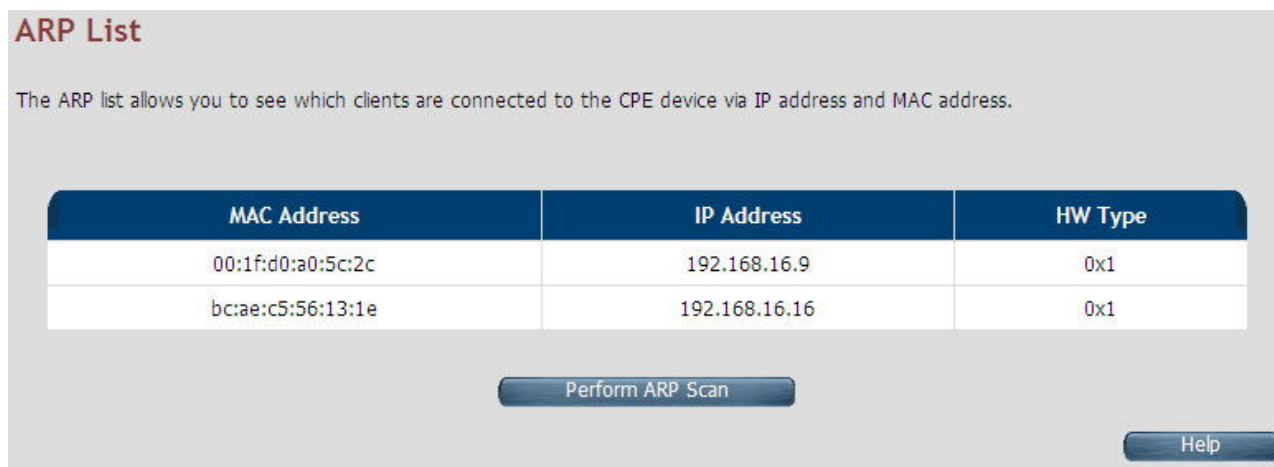 ARP List
The ARP list allows you to see which clients are connected to the CPE device via IP address and MAC address.
MAC Address IP Address HW Type
00:1f:d0:a0:5c:2c 192.168.16.9 0x1
bc:ae:c5:56:13:1e 192.168.16.16 0x1
Perform ARP Scan
Help